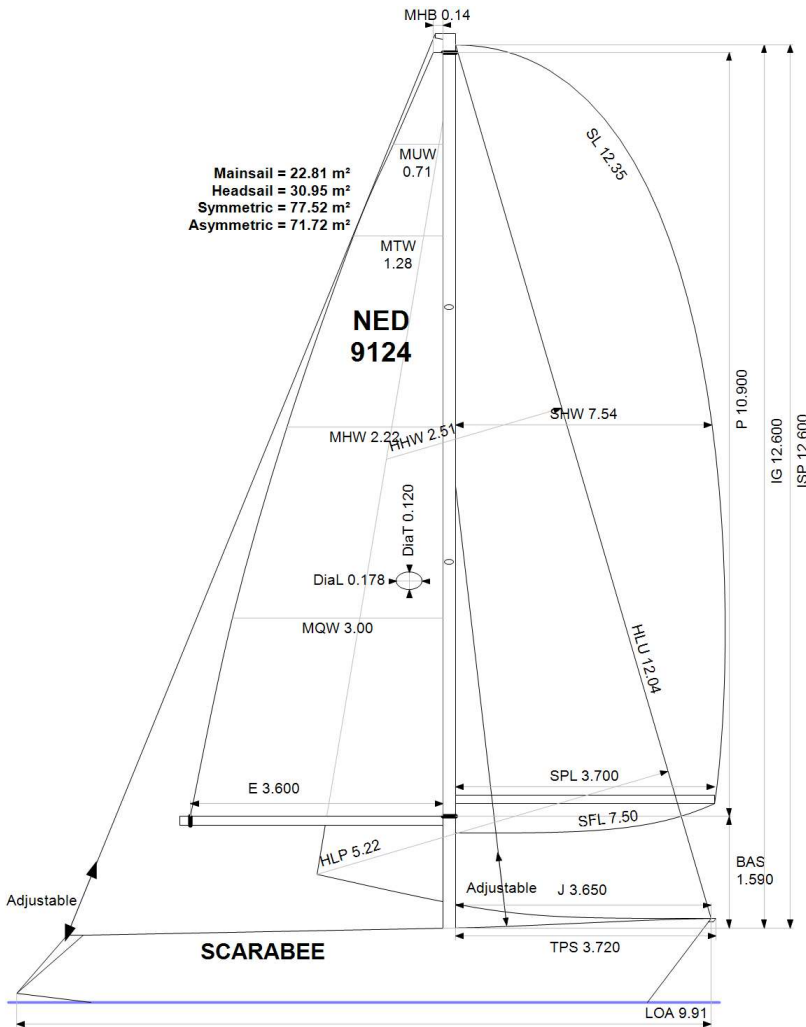 MHB 0.14
SL 12.35
MUW
0.71
Mainsail = 22.81 m²
Headsail = 30.95 m²
Symmetric = 77.52 m²
Asymmetric = 71.72 m²
MTW
1.28
NED
9124
P 10.900
IG 12.600
ISP 12.600
SHW 7.54
MHW 2.22
HHW 2.51
DiaT 0.120
DiaL 0.178
MQW 3.00
HLU 12.04
E 3.600
SPL 3.700
SFL 7.50
HLP 5.22
BAS
1.590
Adjustable
Adjustable
J 3.650
SCARABEE
TPS 3.720
LOA 9.91